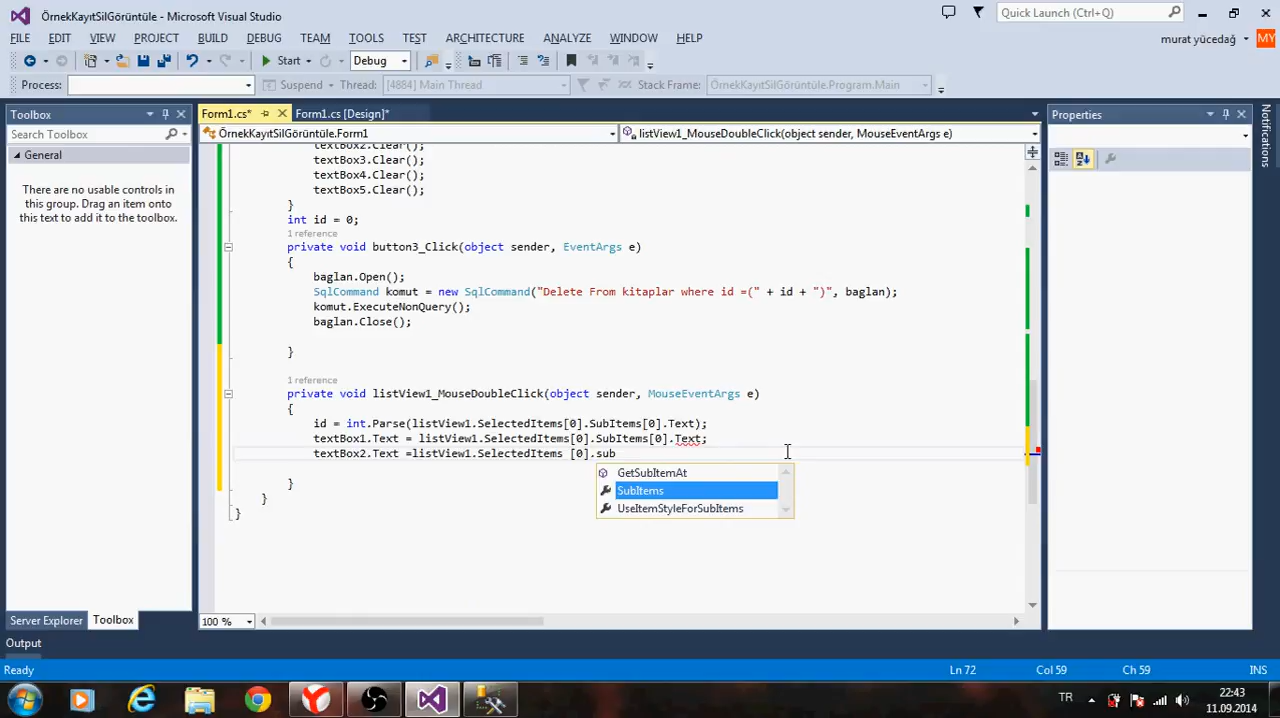 ÖrnekKayıtSilGörüntüle - Microsoft Visual Studio
Quick Launch (Ctrl+Q)
FILE EDIT VIEW PROJECT BUILD DEBUG TEAM TOOLS TEST ARCHITECTURE ANALYZE WINDOW HELP
murat yücedağ MY
Start Debug
Process: Suspend Thread: [4884] Main Thread Stack Frame: ÖrnekKayıtSilGörüntüle.Program.Main
Toolbox
Form1.cs* Form1.cs [Design]*
Properties
Notifications
Search Toolbox
ÖrnekKayıtSilGörüntüle.Form1
listView1_MouseDoubleClick(object sender, MouseEventArgs e)
General
There are no usable controls in
this group. Drag an item onto
this text to add it to the toolbox.
textBox2.Clear();
textBox3.Clear();
textBox4.Clear();
textBox5.Clear();
}
int id = 0;
1 reference
private void button3_Click(object sender, EventArgs e)
{
baglan.Open();
SqlCommand komut = new SqlCommand("Delete From kitaplar where id =(" + id + ")", baglan);
komut.ExecuteNonQuery();
baglan.Close();
}
1 reference
private void listView1_MouseDoubleClick(object sender, MouseEventArgs e)
{
id = int.Parse(listView1.SelectedItems[0].SubItems[0].Text);
textBox1.Text = listView1.SelectedItems[0].SubItems[0].Text;
textBox2.Text =listView1.SelectedItems [0].sub
GetSubItemAt
SubItems
UseItemStyleForSubItems
}
}
}
100 %
Server Explorer Toolbox
Output
Ready
Ln 72 Col 59 Ch 59 INS
TR
22:43
11.09.2014